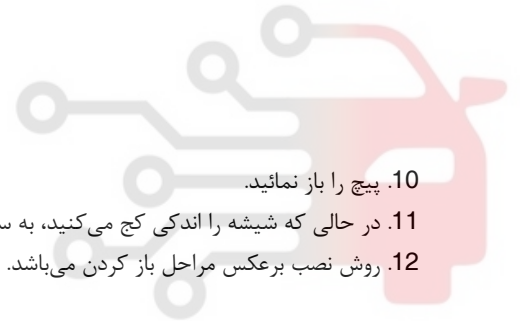 10. پیچ را باز نمائید.
11. در حالی که شیشه را اندکی کج می‌کنید، به
12. روش نصب برعکس مراحل باز کردن می‌باشد.